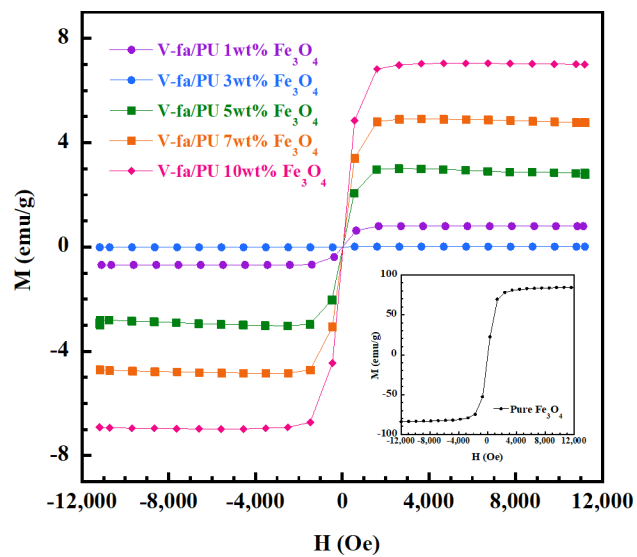 8
4
0
-4
-8
M (emu/g)
V-fa/PU 1wt% Fe₃O₄
V-fa/PU 3wt% Fe₃O₄
V-fa/PU 5wt% Fe₃O₄
V-fa/PU 7wt% Fe₃O₄
V-fa/PU 10wt% Fe₃O₄
100
50
0
-50
-100
M (emu/g)
Pure Fe₃O₄
-12,000 -8,000 -4,000 0 4,000 8,000 12,000
H (Oe)
-12,000 -8,000 -4,000 0 4,000 8,000 12,000
H (Oe)